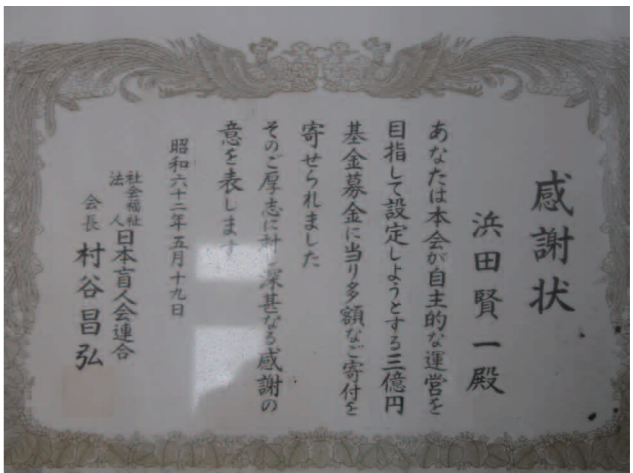 感謝状
浜田賢一殿
あなたは本会が自主的な運営を
目指して設定しようとする三億円
基金募金に当り多額なご寄付を
寄せられました
そのご厚志に対し深甚なる感謝の
意を表します
昭和六十二年五月十九日
社会福祉法人日本盲人会連合
会長村谷昌弘